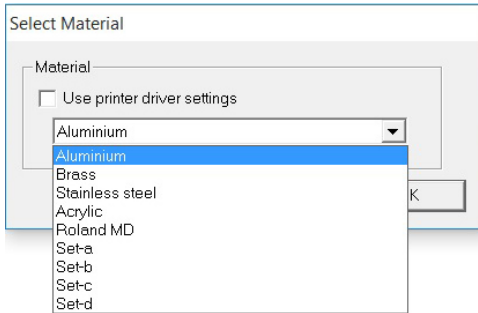 Select Material
Material
Use printer driver settings
Aluminium
Aluminium
Brass
Stainless steel
K
Acrylic
Roland MD
Set-a
Set-b
Set-c
Set-d